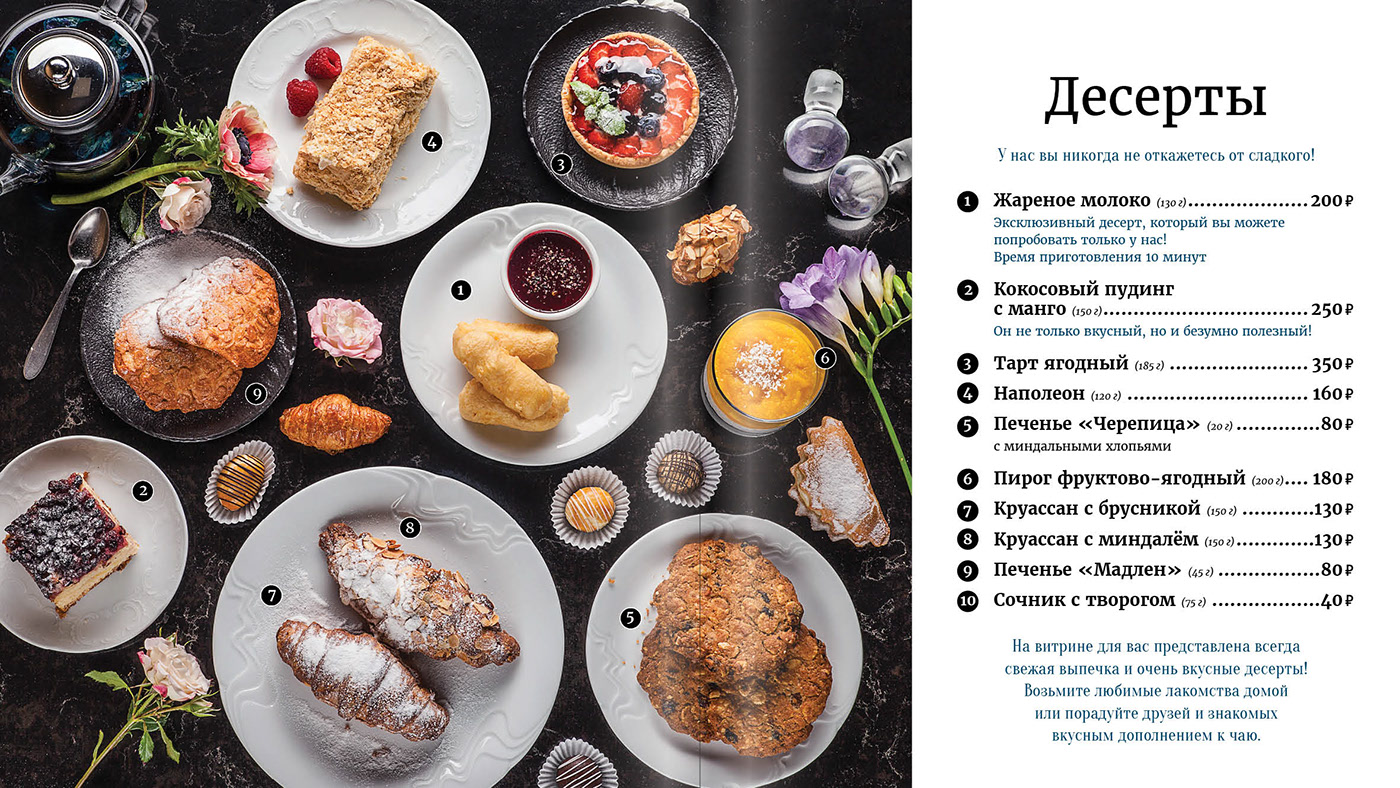 4
3
1
6
9
2
8
7
5
Десерты
У нас вы никогда не откажетесь от сладкого!
1 Жареное молоко (130 г)........................200₽
Эксклюзивный десерт, который вы можете
попробовать только у нас!
Время приготовления 10 минут
2 Кокосовый пудинг
с манго (150 г)........................................250₽
Он не только вкусный, но и безумно полезный!
3 Тарт ягодный (185 г) ...........................350₽
4 Наполеон (120 г) ...................................160₽
5 Печенье «Черепица» (20 г) ................80₽
с миндальными хлопьями
6 Пирог фруктово-ягодный (200 г).... 180₽
7 Круассан с брусникой (150 г) .............130₽
8 Круассан с миндалём (150 г)..............130₽
9 Печенье «Мадлен» (45 г) ...................80₽
10 Сочник с творогом (75 г) ....................40₽
На витрине для вас представлена всегда
свежая выпечка и очень вкусные десерты!
Возьмите любимые лакомства домой
или порадуйте друзей и знакомых
вкусным дополнением к чаю.